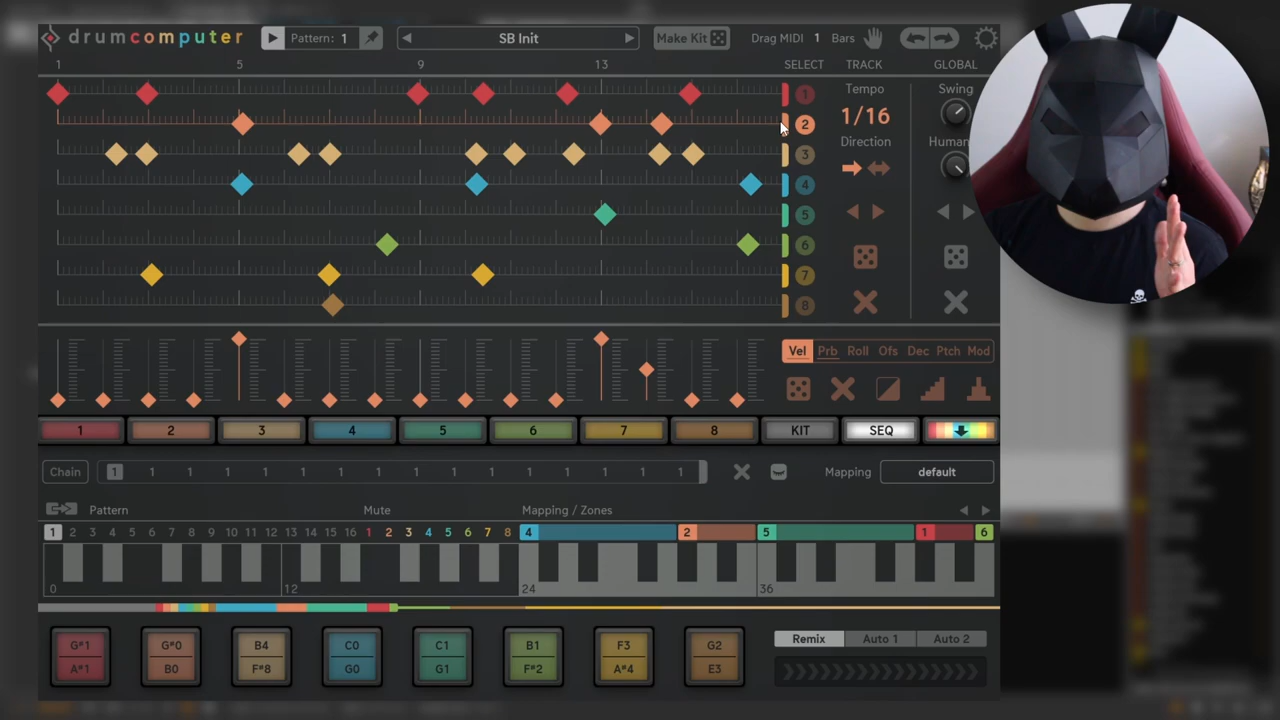 drumcomputer Pattern: 1 SB Init Make Kit Drag MIDI 1 Bars
1 5 9 13 SELECT TRACK GLOBAL
1 Tempo Swing
2 1/16
3 Direction Human
4
5
6
7
8
Vel Prb Roll Ofs Dec Ptch Mod
1 2 3 4 5 6 7 8 KIT SEQ
Chain 1 1 1 1 1 1 1 1 1 1 1 1 1 1 1 1 Mapping default
Pattern Mute Mapping / Zones
1 2 3 4 5 6 7 8 9 10 11 12 13 14 15 16 1 2 3 4 5 6 7 8 4 2 5 1 6
0 12 24 36
G#1 G#0 B4 C0 C1 B1 F3 G2 Remix Auto 1 Auto 2
A#1 B0 F#8 G0 G1 F#2 A#4 E3